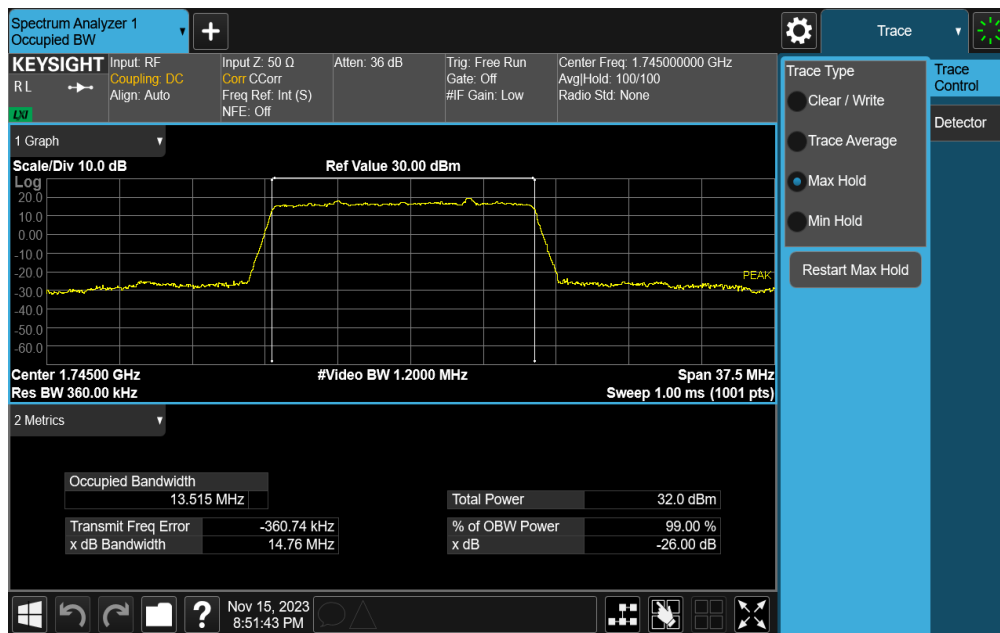 Spectrum Analyzer 1
Occupied BW
+
Trace
KEYSIGHT
RL
LXI
Input: RF
Coupling: DC
Align: Auto
Input Z: 50 Ω
Corr CCorr
Freq Ref: Int (S)
NFE: Off
Atten: 36 dB
Trig: Free Run
Gate: Off
#IF Gain: Low
Center Freq: 1.745000000 GHz
Avg|Hold: 100/100
Radio Std: None
Trace Type
Clear / Write
Trace Average
Max Hold
Min Hold
Restart Max Hold
Trace
Control
Detector
1 Graph
Scale/Div 10.0 dB
Ref Value 30.00 dBm
Log
20.0
10.0
0.00
-10.0
-20.0
-30.0
-40.0
-50.0
-60.0
PEAK
Center 1.74500 GHz
#Video BW 1.2000 MHz
Span 37.5 MHz
Res BW 360.00 kHz
Sweep 1.00 ms (1001 pts)
2 Metrics
Occupied Bandwidth
13.515 MHz
Total Power 32.0 dBm
Transmit Freq Error -360.74 kHz
% of OBW Power 99.00 %
x dB Bandwidth 14.76 MHz
x dB -26.00 dB
?
Nov 15, 2023
8:51:43 PM